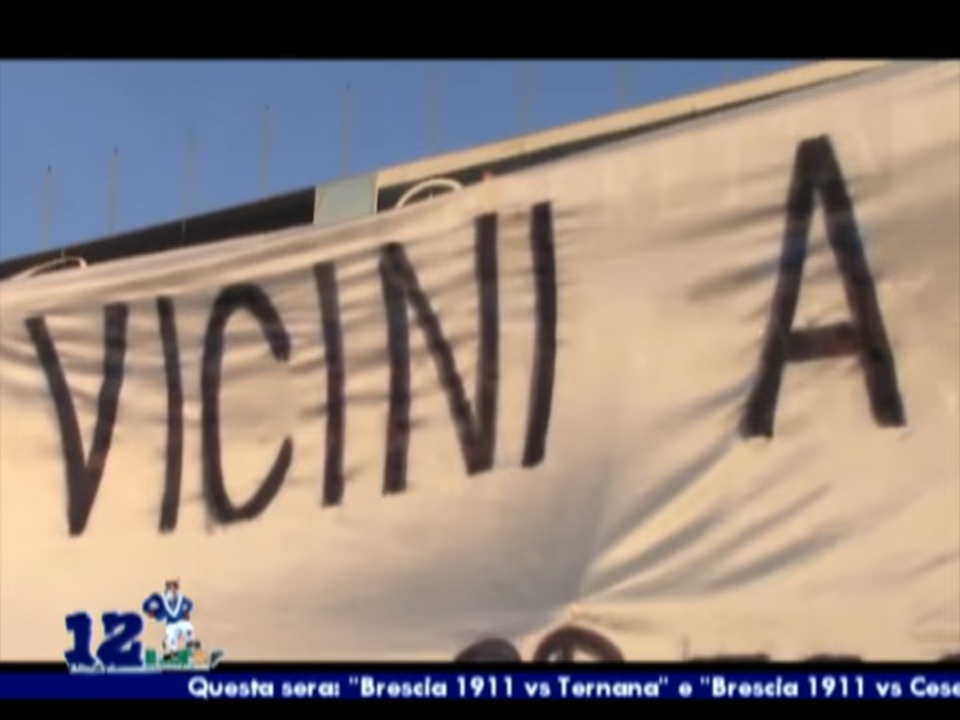 VICINI A
12
Questa sera: "Brescia 1911 vs Ternana" e "Brescia 1911 vs Cese